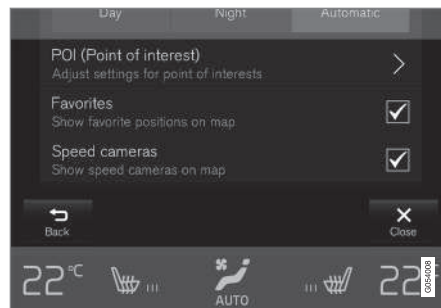 Day Night Automatic
POI (Point of interest)
Adjust settings for point of interests
Favorites
Show favorite positions on map
Speed cameras
Show speed cameras on map
Back Close
22°C AUTO 22
G054008